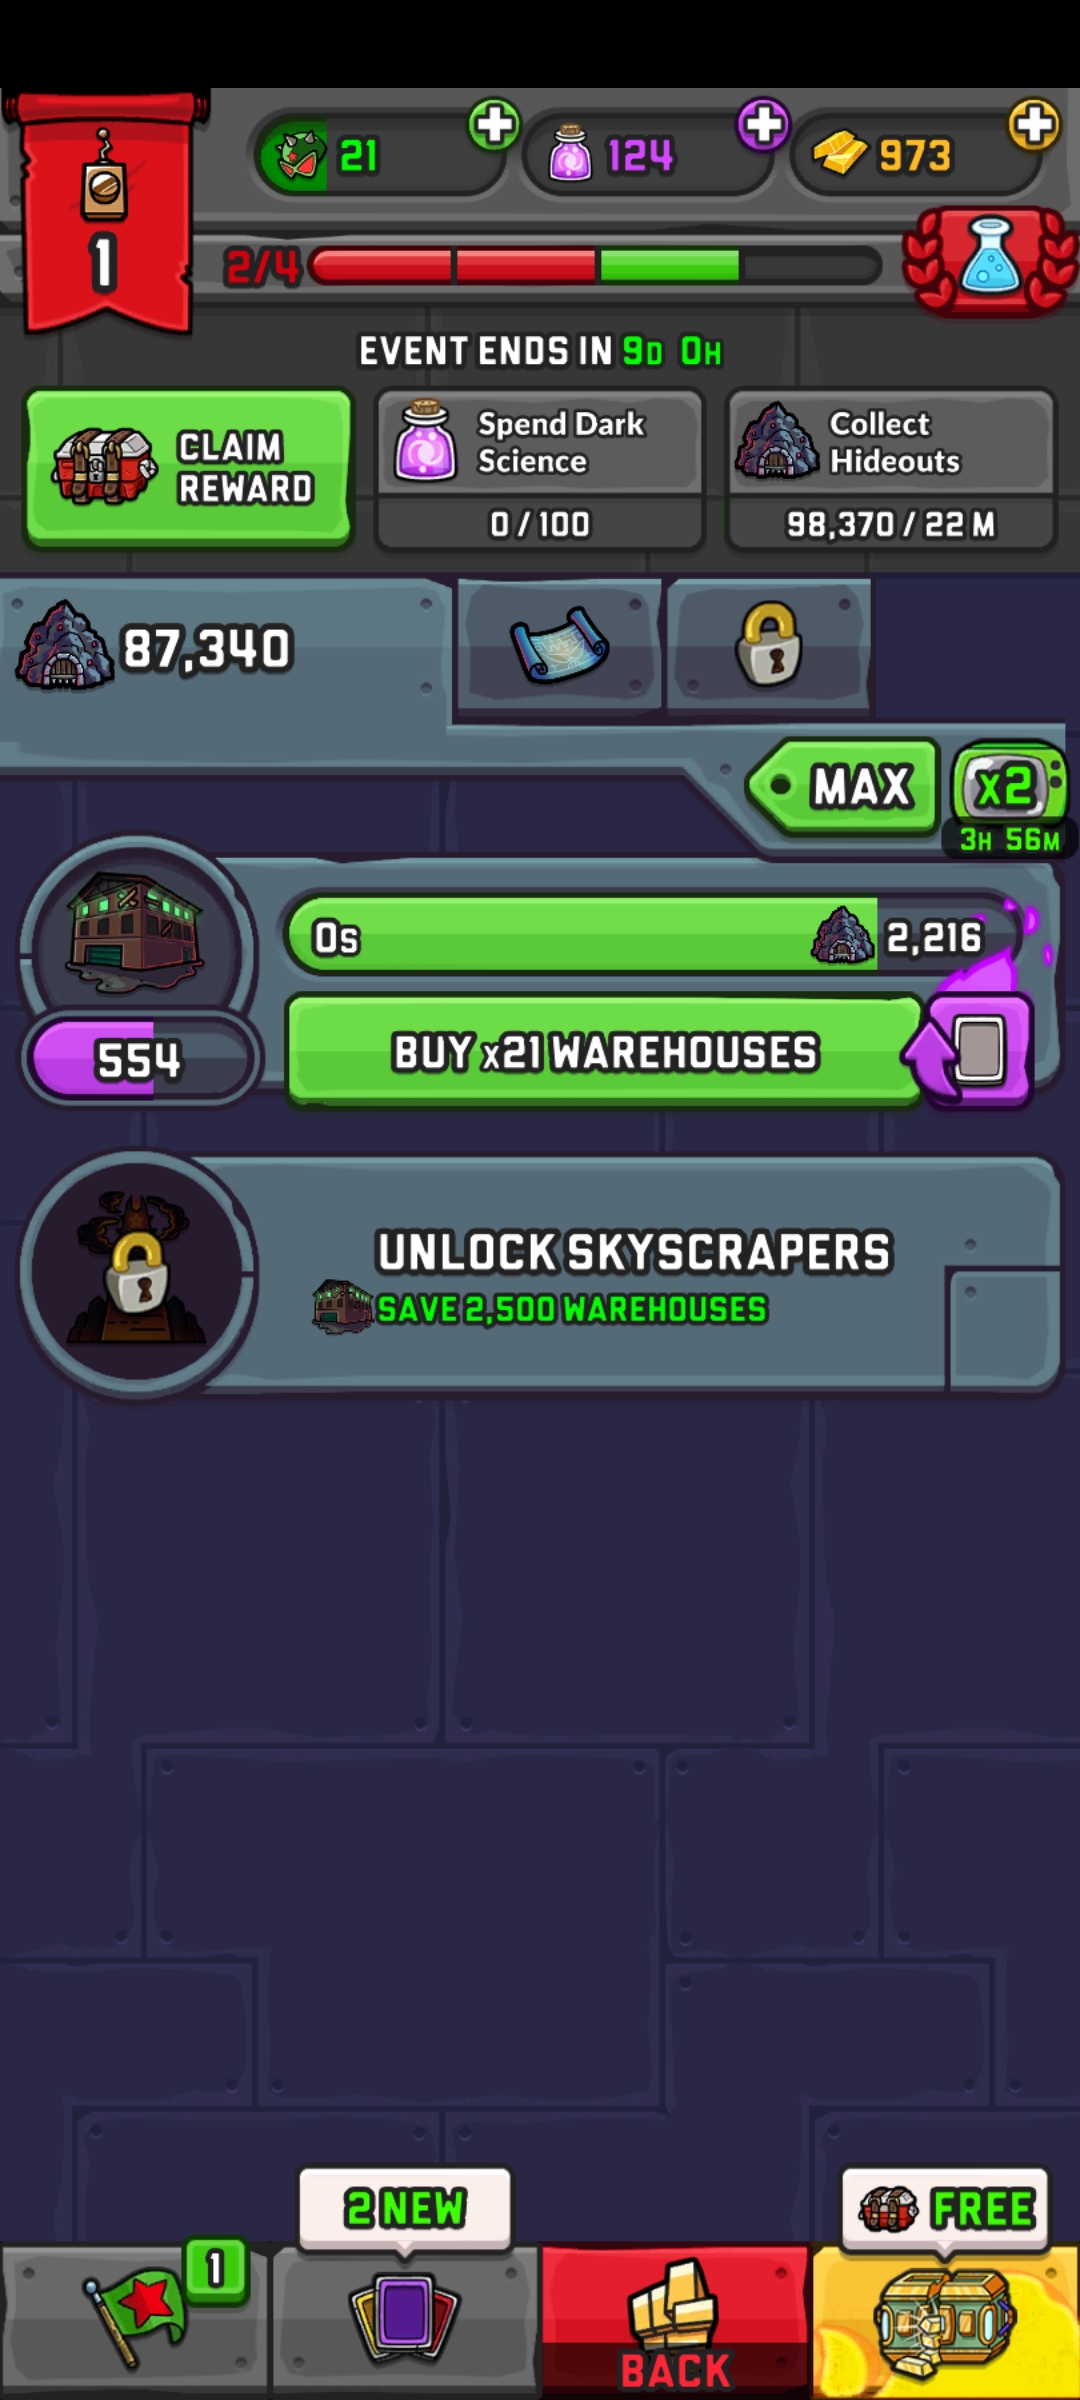 21
124
973
1
2/4
EVENT ENDS IN 9D 0H
CLAIM
REWARD
Spend Dark
Science
0 / 100
Collect
Hideouts
98,370 / 22 M
87,340
MAX
x2
3H 56M
0s
2,216
554
BUY x21 WAREHOUSES
UNLOCK SKYSCRAPERS
SAVE 2,500 WAREHOUSES
2 NEW
FREE
1
BACK